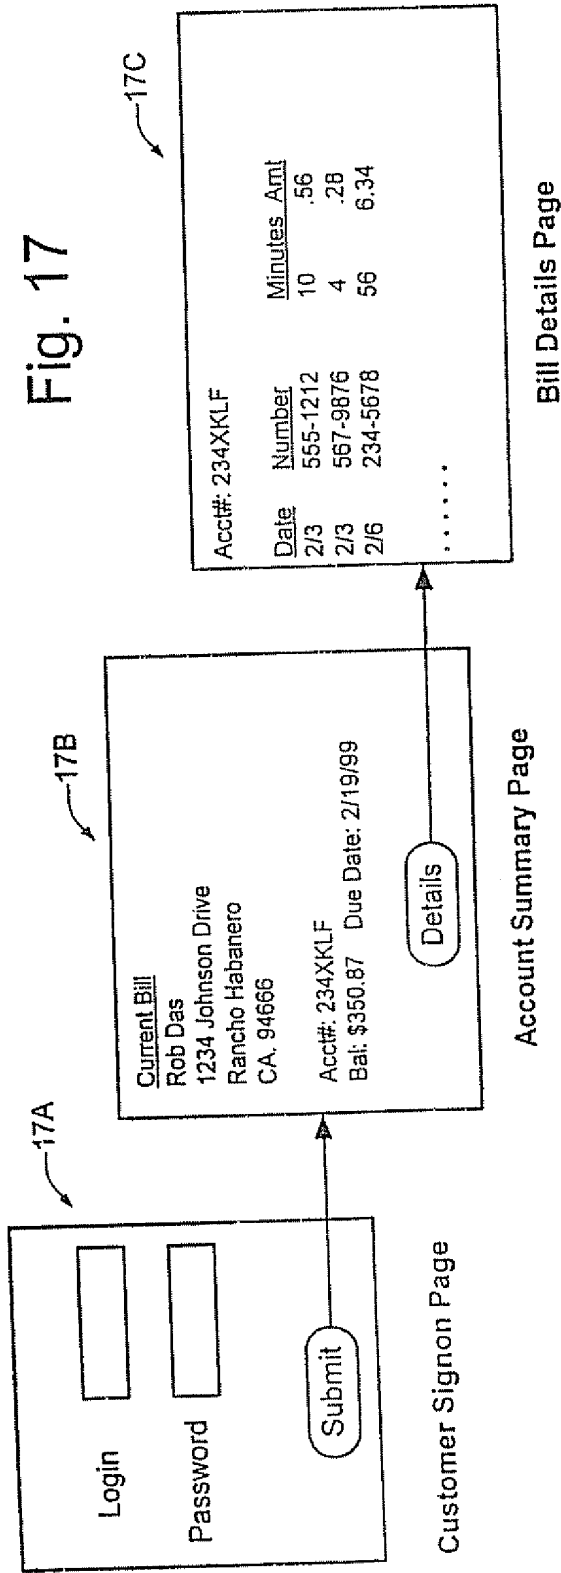 Fig. 17
17A
Login
Password
Submit
Customer Signon Page
17B
Current Bill
Rob Das
1234 Johnson Drive
Rancho Habanero
CA, 94666
Acct#: 234XKLF
Bal: $350.87 Due Date: 2/19/99
Details
Account Summary Page
17C
Acct#: 234XKLF
Date Number Minutes Amt
2/3 555-1212 10 .56
2/3 567-9876 4 .28
2/6 234-5678 56 6.34
......
Bill Details Page